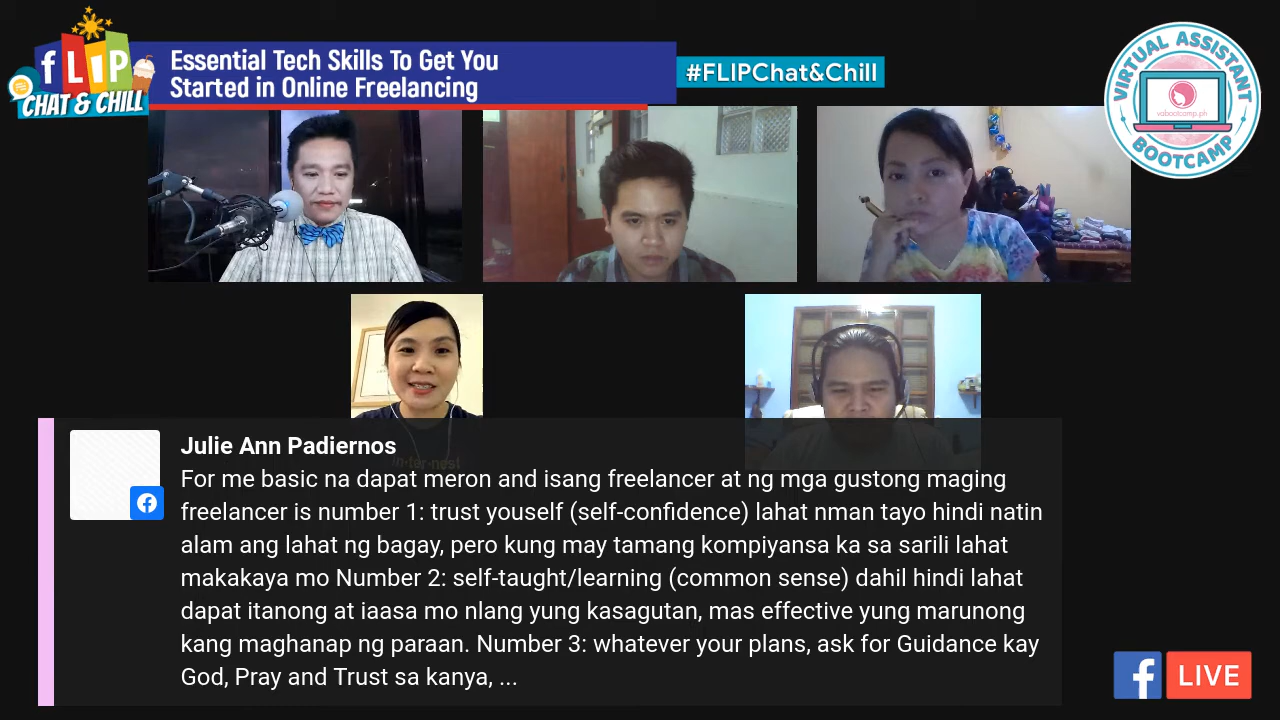 fLIP
CHAT & CHILL
Essential Tech Skills To Get You
Started in Online Freelancing
#FLIPChat&Chill
VIRTUAL ASSISTANT
vabootcamp.ph
BOOTCAMP
in·ter·nest
Julie Ann Padiernos
For me basic na dapat meron and isang freelancer at ng mga gustong maging
freelancer is number 1: trust youself (self-confidence) lahat nman tayo hindi natin
alam ang lahat ng bagay, pero kung may tamang kompiyansa ka sa sarili lahat
makakaya mo Number 2: self-taught/learning (common sense) dahil hindi lahat
dapat itanong at iaasa mo nlang yung kasagutan, mas effective yung marunong
kang maghanap ng paraan. Number 3: whatever your plans, ask for Guidance kay
God, Pray and Trust sa kanya, ...
f LIVE